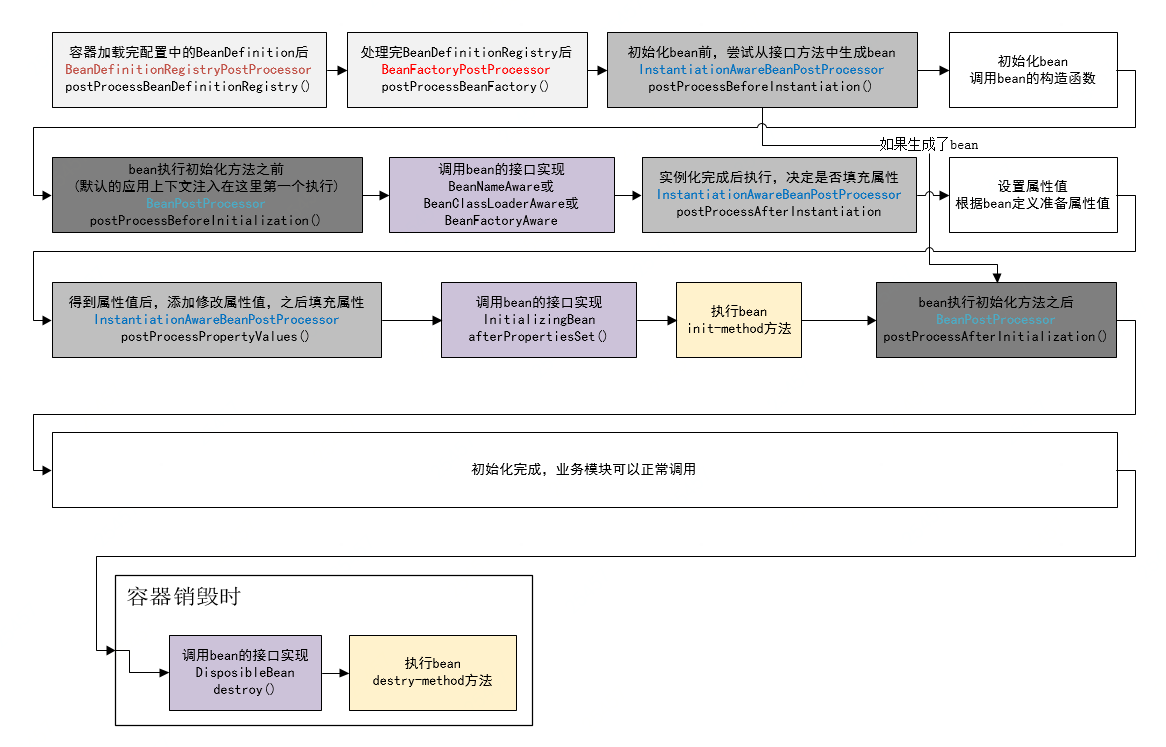 容器加载完配置中的BeanDefinition后
BeanDefinitionRegistryPostProcessor
postProcessBeanDefinitionRegistry()
处理完BeanDefinitionRegistry后
BeanFactoryPostProcessor
postProcessBeanFactory()
初始化bean前，尝试从接口方法中生成bean
InstantiationAwareBeanPostProcessor
postProcessBeforeInstantiation()
初始化bean
调用bean的构造函数
如果生成了bean
bean执行初始化方法之前
(默认的应用上下文注入在这里第一个执行)
BeanPostProcessor
postProcessBeforeInitialization()
调用bean的接口实现
BeanNameAware或
BeanClassLoaderAware或
BeanFactoryAware
实例化完成后执行，决定是否填充属性
InstantiationAwareBeanPostProcessor
postProcessAfterInstantiation
设置属性值
根据bean定义准备属性值
得到属性值后，添加修改属性值，之后填充属性
InstantiationAwareBeanPostProcessor
postProcessPropertyValues()
调用bean的接口实现
InitializingBean
afterPropertiesSet()
执行bean
init-method方法
bean执行初始化方法之后
BeanPostProcessor
postProcessAfterInitialization()
初始化完成，业务模块可以正常调用
容器销毁时
调用bean的接口实现
DisposibleBean
destroy()
执行bean
destry-method方法